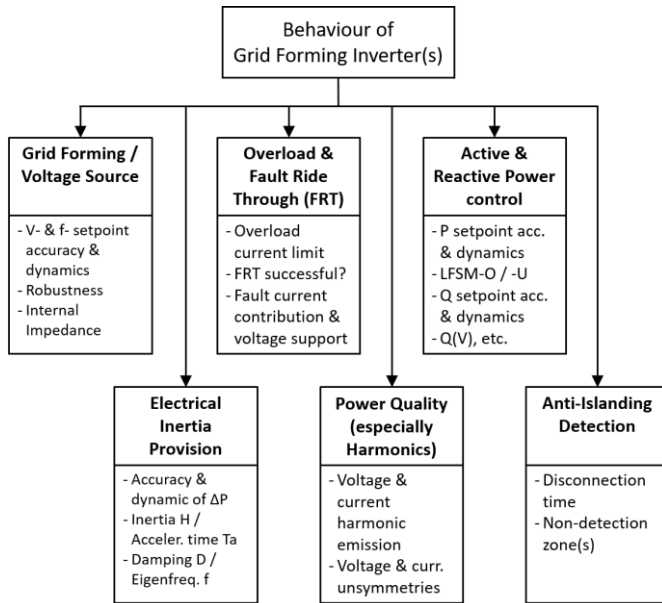 Behaviour of
Grid Forming Inverter(s)
Grid Forming /
Voltage Source
- V- & f- setpoint
accuracy &
dynamics
- Robustness
- Internal
Impedance
Overload &
Fault Ride
Through (FRT)
- Overload
current limit
- FRT successful?
- Fault current
contribution &
voltage support
Active &
Reactive Power
control
- P setpoint acc.
& dynamics
- LFSM-O / -U
- Q setpoint acc.
& dynamics
- Q(V), etc.
Electrical
Inertia
Provision
- Accuracy &
dynamic of ΔP
- Inertia H /
Acceler. time Ta
- Damping D /
Eigenfreq. f
Power Quality
(especially
Harmonics)
- Voltage &
current
harmonic
emission
- Voltage & curr.
unsymmetries
Anti-Islanding
Detection
- Disconnection
time
- Non-detection
zone(s)